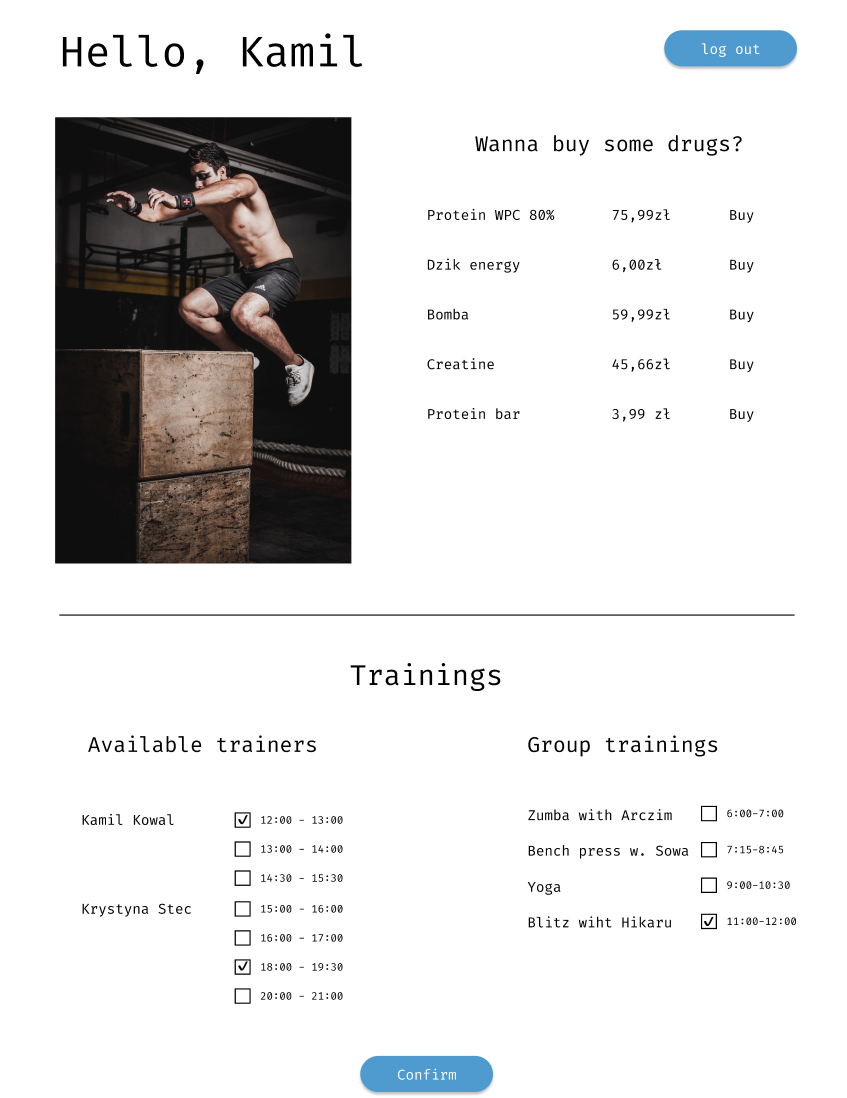 Hello, Kamil
log out
Wanna buy some drugs?
Protein WPC 80% 75,99zł Buy
Dzik energy 6,00zł Buy
Bomba 59,99zł Buy
Creatine 45,66zł Buy
Protein bar 3,99 zł Buy
Trainings
Available trainers
Kamil Kowal 12:00 - 13:00
13:00 - 14:00
14:30 - 15:30
Krystyna Stec 15:00 - 16:00
16:00 - 17:00
18:00 - 19:30
20:00 - 21:00
Group trainings
Zumba with Arczim 6:00-7:00
Bench press w. Sowa 7:15-8:45
Yoga 9:00-10:30
Blitz wiht Hikaru 11:00-12:00
Confirm